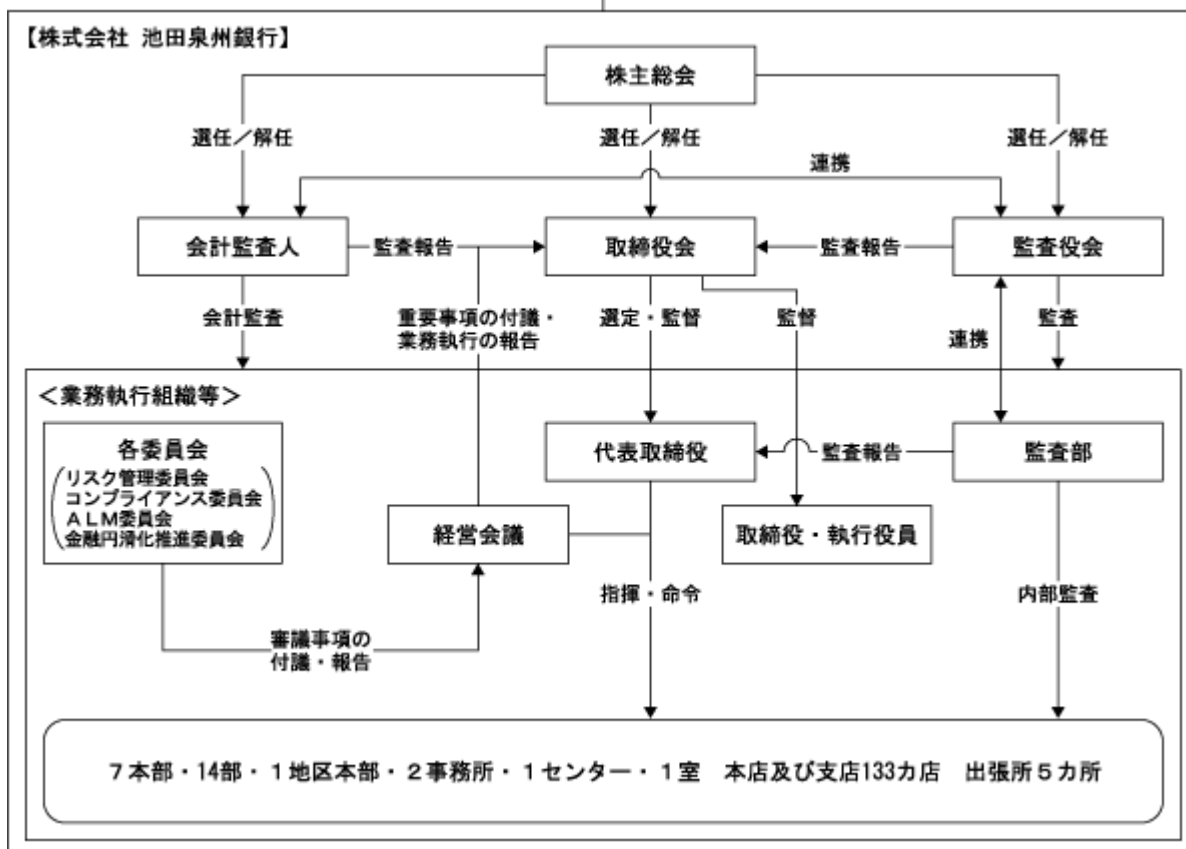 【株式会社 池田泉州銀行】
株主総会
選任／解任
選任／解任
選任／解任
連携
会計監査人
監査報告
取締役会
監査報告
監査役会
会計監査
重要事項の付議・
業務執行の報告
選定・監督
監督
連携
監査
＜業務執行組織等＞
各委員会
リスク管理委員会
コンプライアンス委員会
ＡＬＭ委員会
金融円滑化推進委員会
代表取締役
監査報告
監査部
経営会議
取締役・執行役員
指揮・命令
内部監査
審議事項の
付議・報告
７本部・14部・１地区本部・２事務所・１センター・１室　本店及び支店133カ店　出張所５カ所